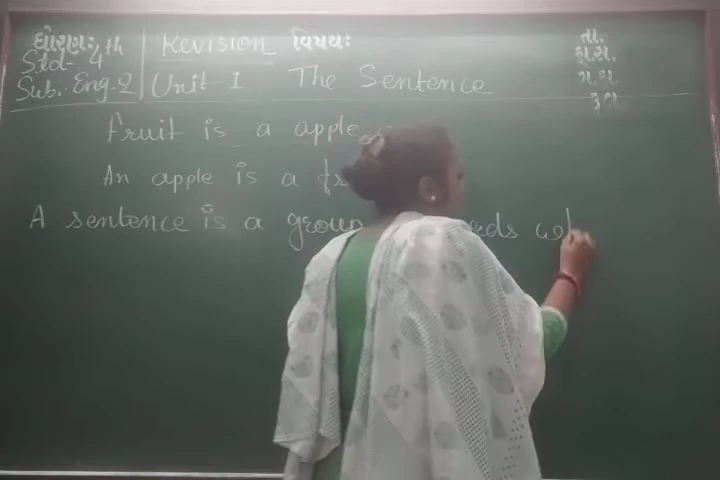 ધોરણઃ Revision વિષયઃ તા.
Std- 4th
Sub. Eng.2 Unit 1 The Sentence
Fruit is a apple
An apple is a
A sentence is a group